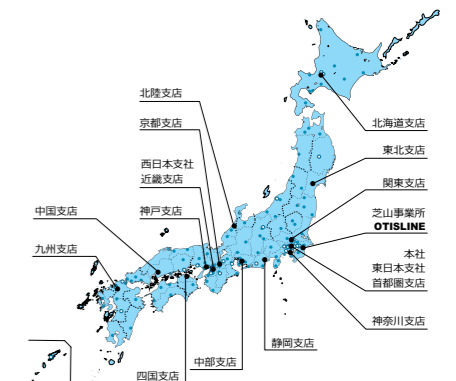 北陸支店
京都支店
西日本支社
近畿支店
中国支店
神戸支店
九州支店
北海道支店
東北支店
関東支店
芝山事業所
OTISLINE
本社
東日本支社
首都圏支店
神奈川支店
静岡支店
中部支店
四国支店